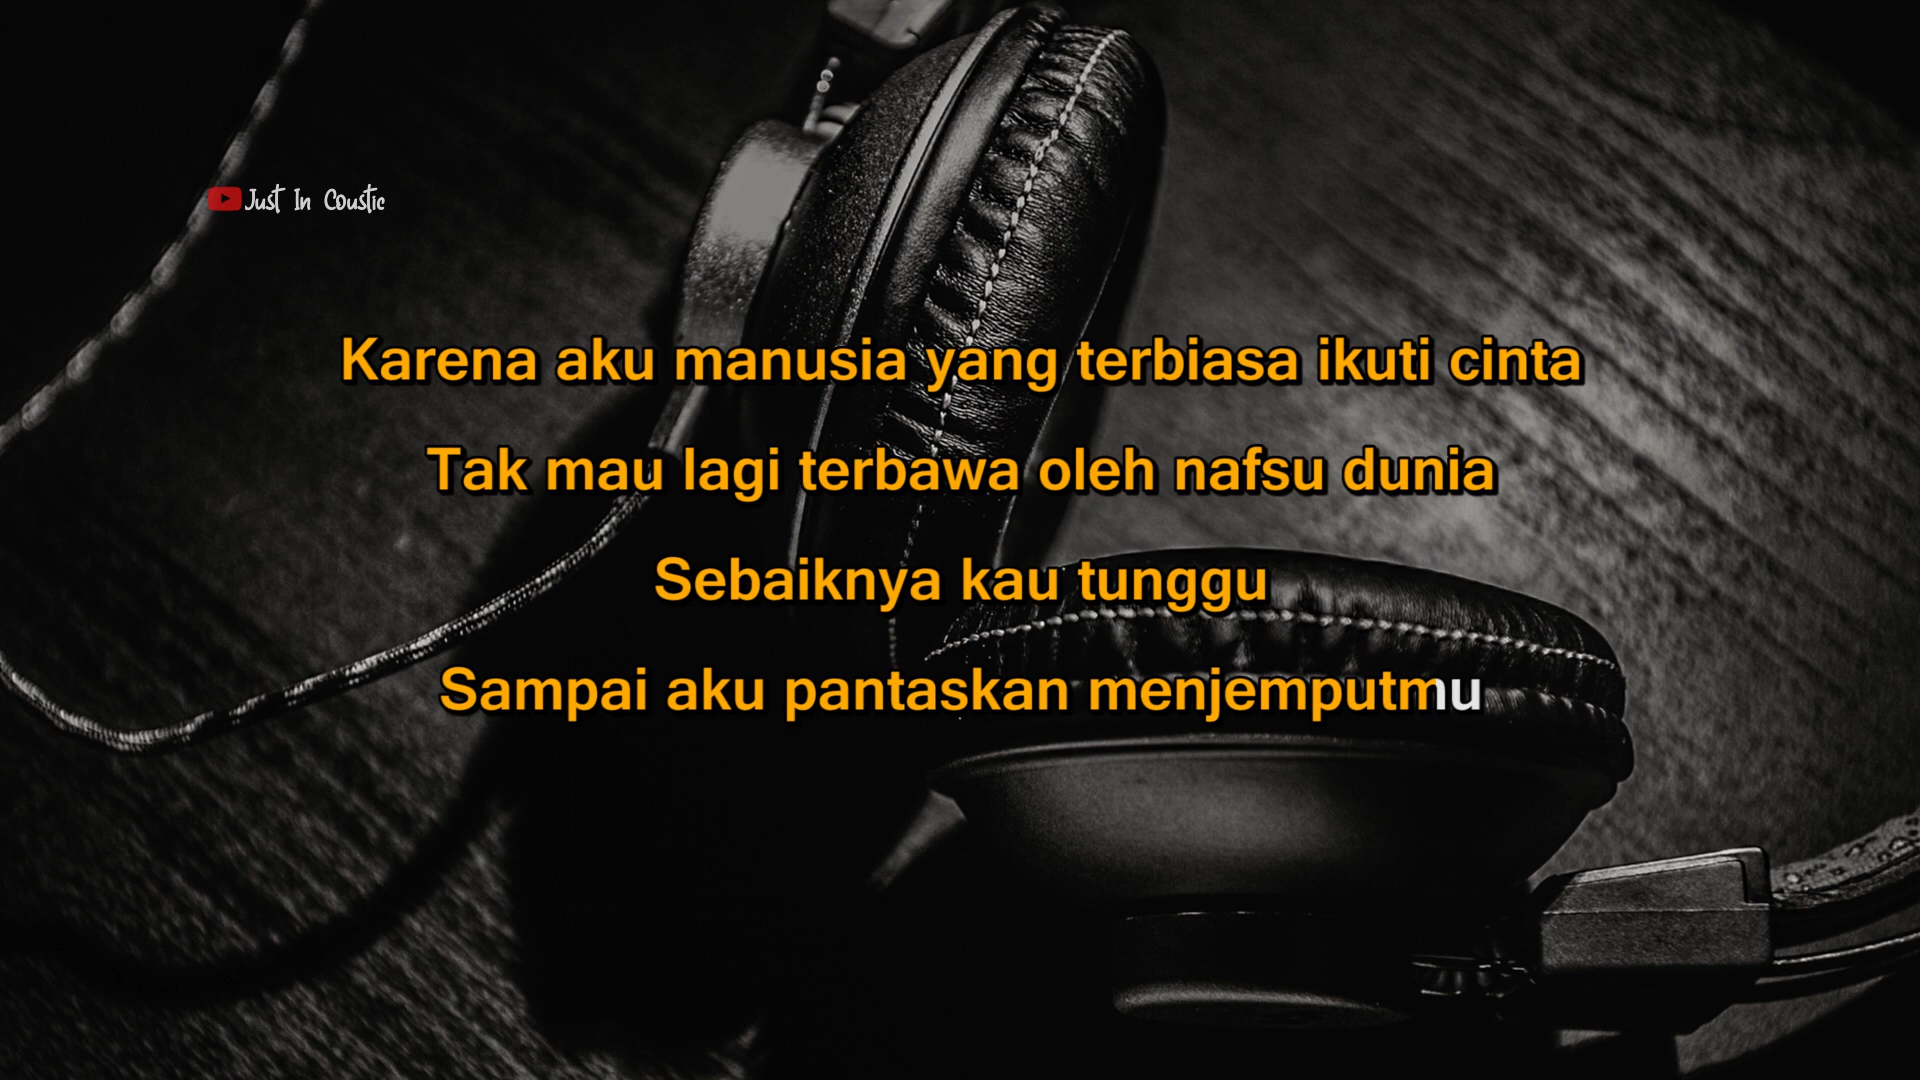 Just In Coustic
Karena aku manusia yang terbiasa ikuti cinta
Tak mau lagi terbawa oleh nafsu dunia
Sebaiknya kau tunggu
Sampai aku pantaskan menjemputmu